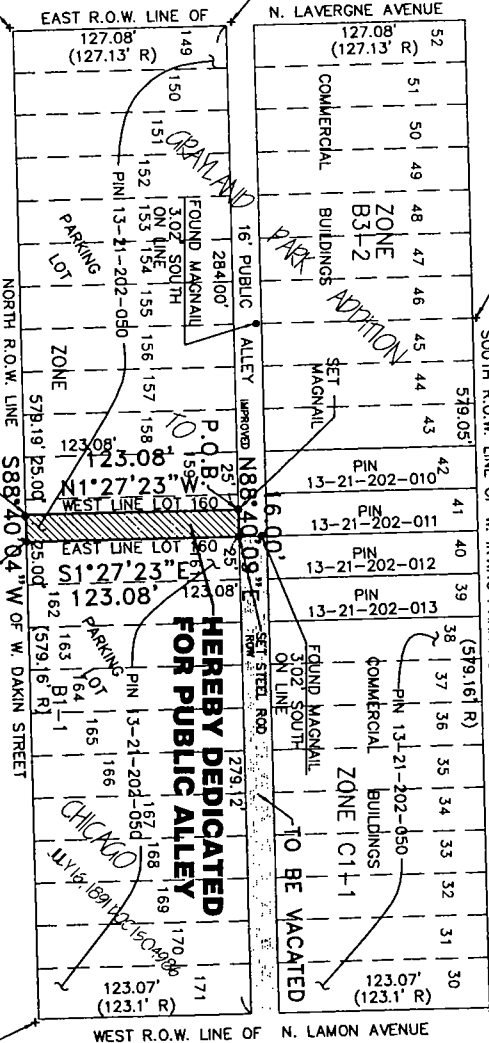 EAST R.O.W. LINE OF N. LAVERGNE AVENUE
127.08'
(127.13' R)
127.08'
(127.13' R)
149
150
151
152
153
154
155
156
157
158
159
52
51
50
49
48
47
46
45
44
43
42
41
40
39
38
37
36
35
34
33
32
31
30
COMMERCIAL BUILDINGS
ZONE
B3-2
GRAYLAND PARK ADDITION
TO
CHICAGO
PIN 13-21-202-050
PARKING
LOT
ZONE
FOUND MAGNAIL
3.02' SOUTH
ON LINE
284.00'
16' PUBLIC ALLEY
IMPROVED
SET
MAGNAIL
579.05'
579.19'
25.00'
NORTH R.O.W. LINE OF W. DAKIN STREET
S88°40'04"W
123.08'
123.08'
N1°27'23"W
P.O.B.
25'
WEST LINE LOT 160
N88°40'09"E
16.00'
EAST LINE LOT 160
S1°27'23"E
123.08'
123.08'
25.00'
25'
PIN
13-21-202-010
PIN
13-21-202-011
PIN
13-21-202-012
PIN
13-21-202-013
(579.16' R)
(579.16' R)
HEREBY DEDICATED
FOR PUBLIC ALLEY
161
162
163
164
165
166
167
168
169
170
171
PARKING
LOT
B1-1
PIN 13-21-202-050
SET STEEL ROD
ROW
FOUND MAGNAIL
3.02' SOUTH
ON LINE
279.12'
TO BE VACATED
COMMERCIAL BUILDINGS
PIN 13-21-202-050
ZONE C1-1
123.07'
(123.1' R)
123.07'
(123.1' R)
WEST R.O.W. LINE OF N. LAMON AVENUE
SOUTH R.O.W. LINE OF W.